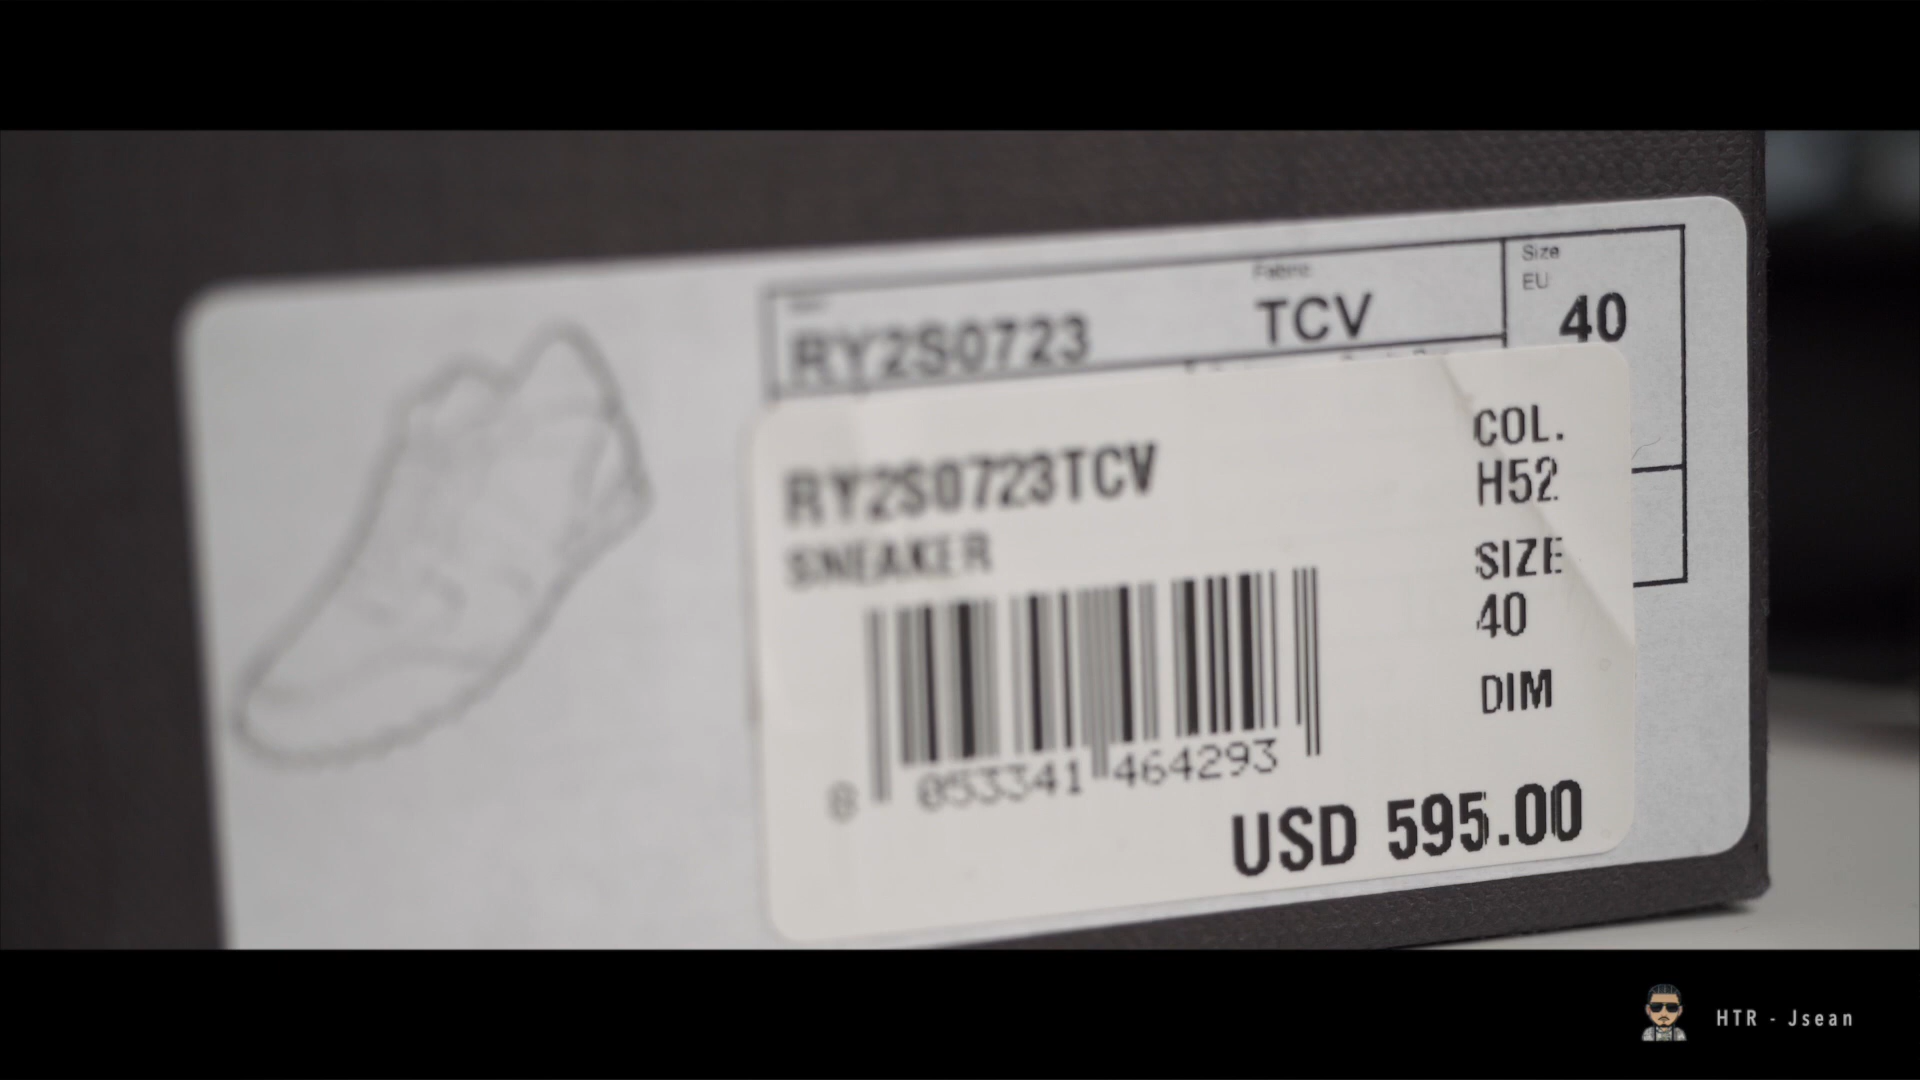 Fabric
Size
EU
RY2S0723
TCV
40
RY2S0723TCV
SNEAKER
COL.
H52
SIZE
40
DIM
8 053341 464293
USD 595.00
HTR - Jsean